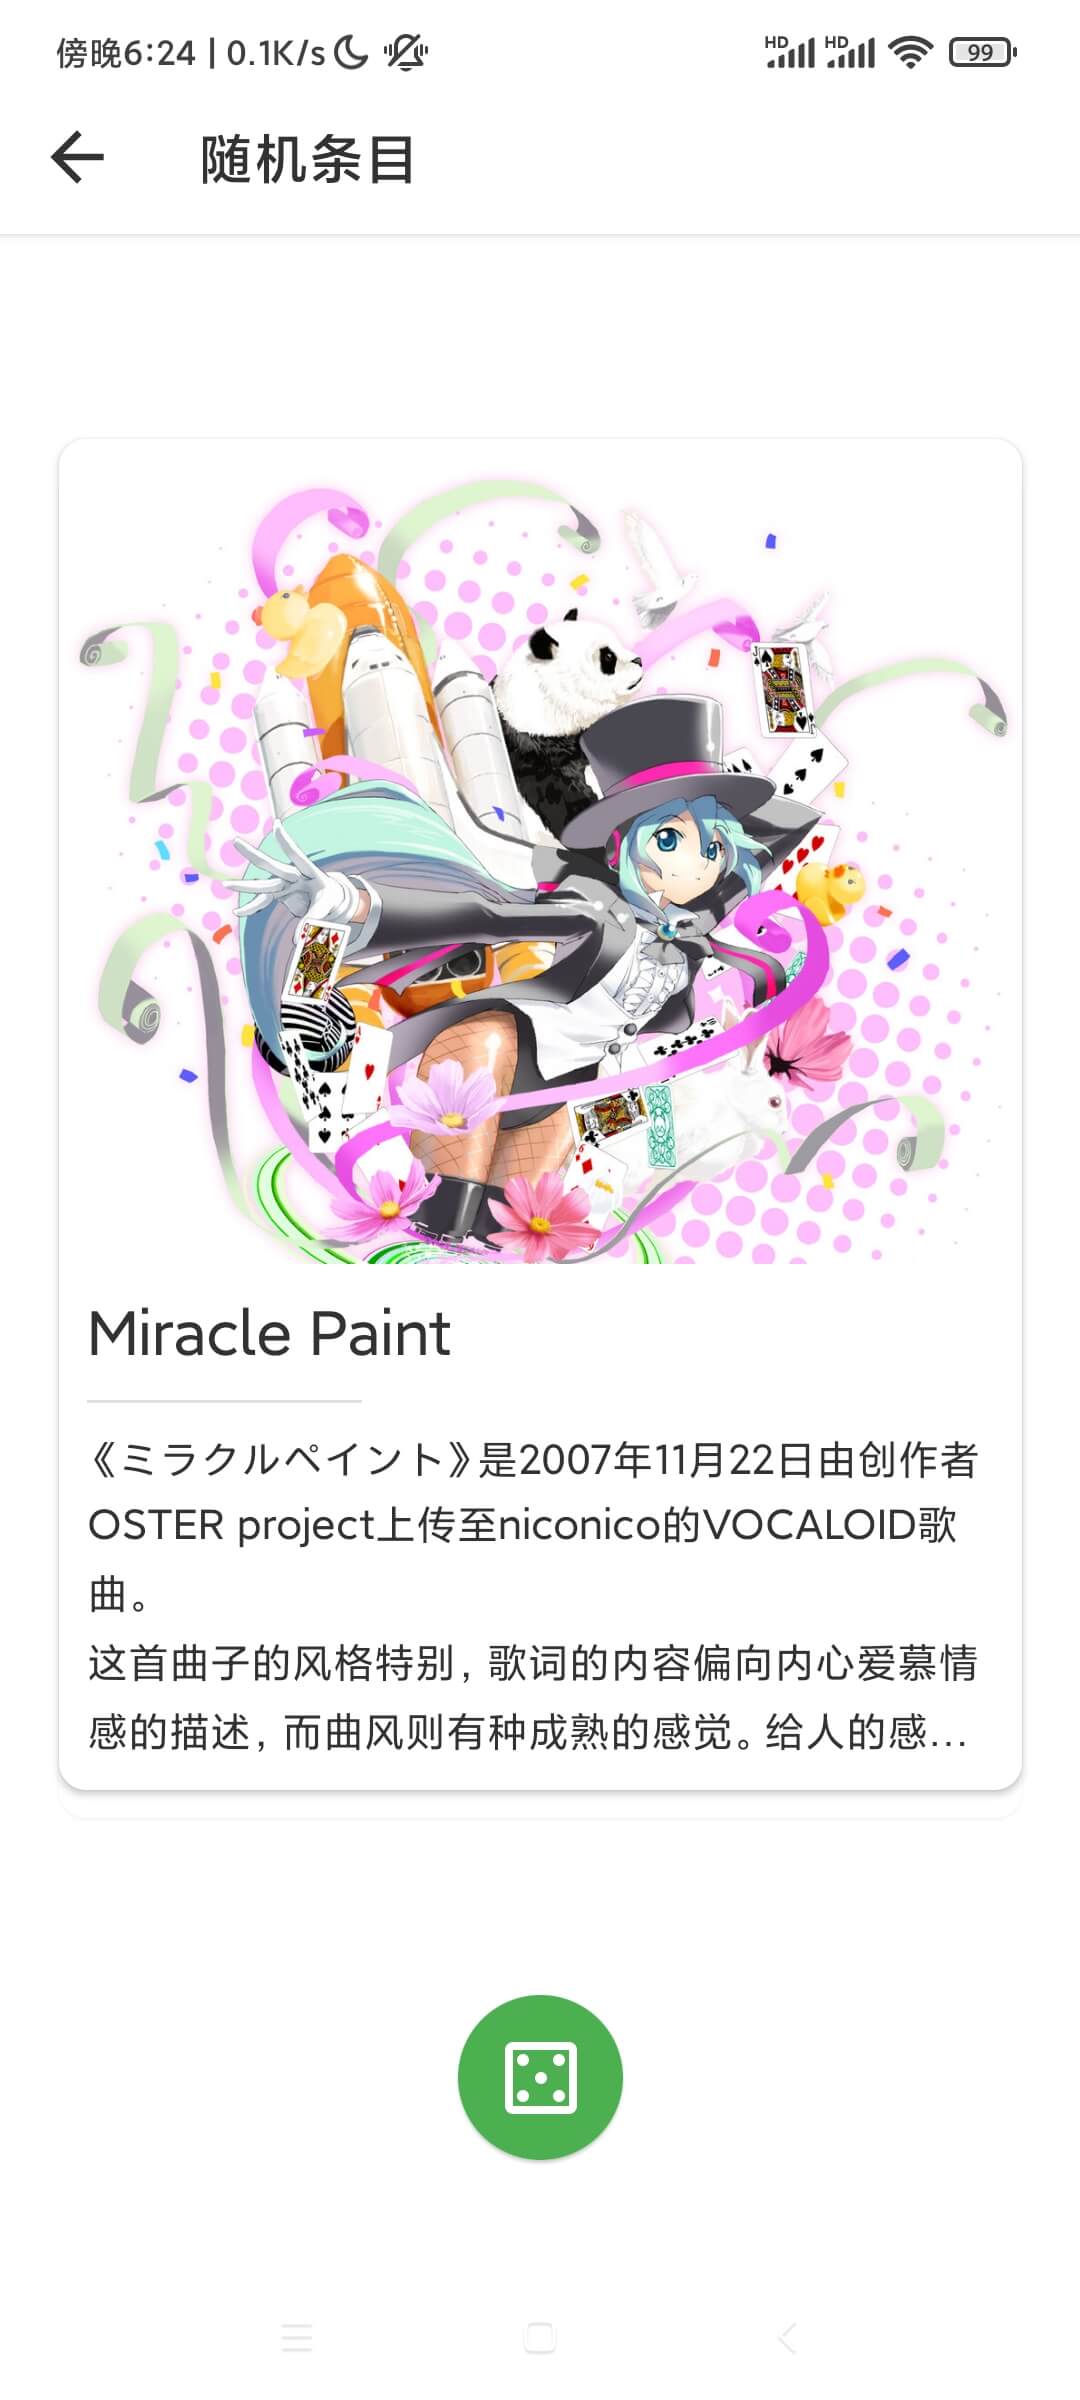 傍晚6:24 | 0.1K/s
HD HD 99
随机条目
Miracle Paint
《ミラクルペイント》是2007年11月22日由创作者
OSTER project上传至niconico的VOCALOID歌
曲。
这首曲子的风格特别，歌词的内容偏向内心爱慕情
感的描述，而曲风则有种成熟的感觉。给人的感...